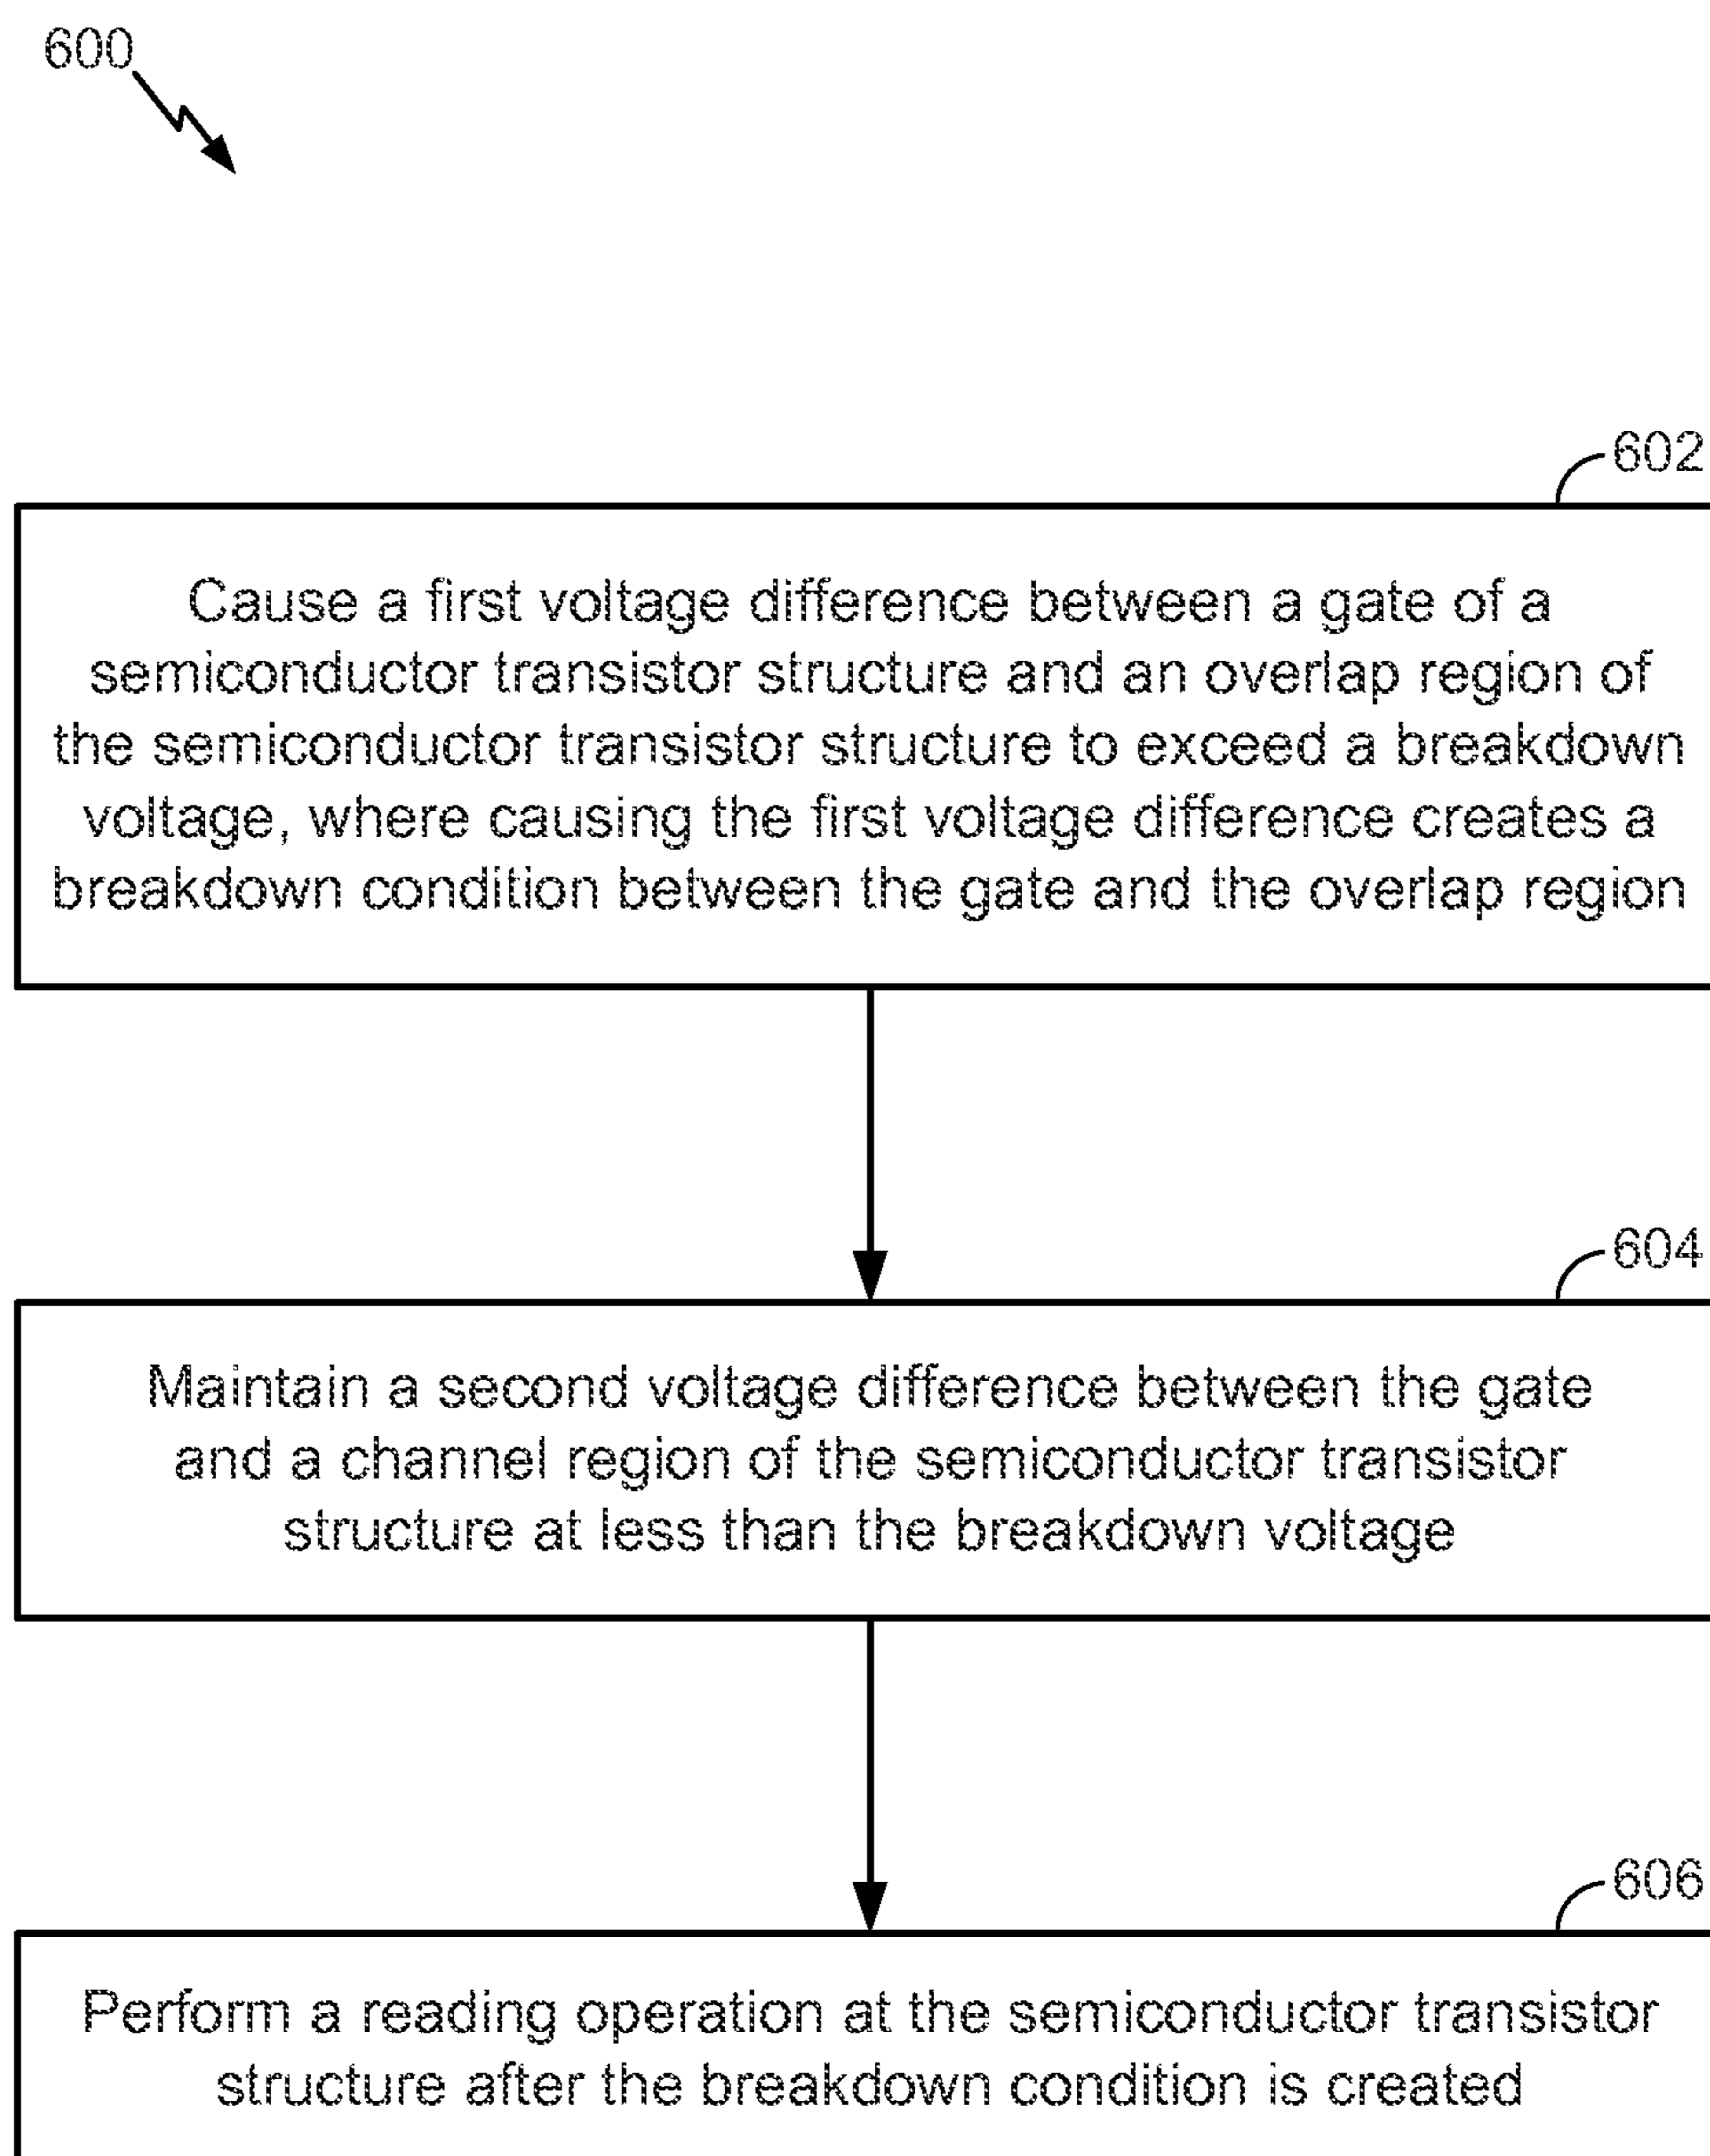 600
602
Cause a first voltage difference between a gate of a
semiconductor transistor structure and an overlap region of
the semiconductor transistor structure to exceed a breakdown
voltage, where causing the first voltage difference creates a
breakdown condition between the gate and the overlap region
604
Maintain a second voltage difference between the gate
and a channel region of the semiconductor transistor
structure at less than the breakdown voltage
606
Perform a reading operation at the semiconductor transistor
structure after the breakdown condition is created